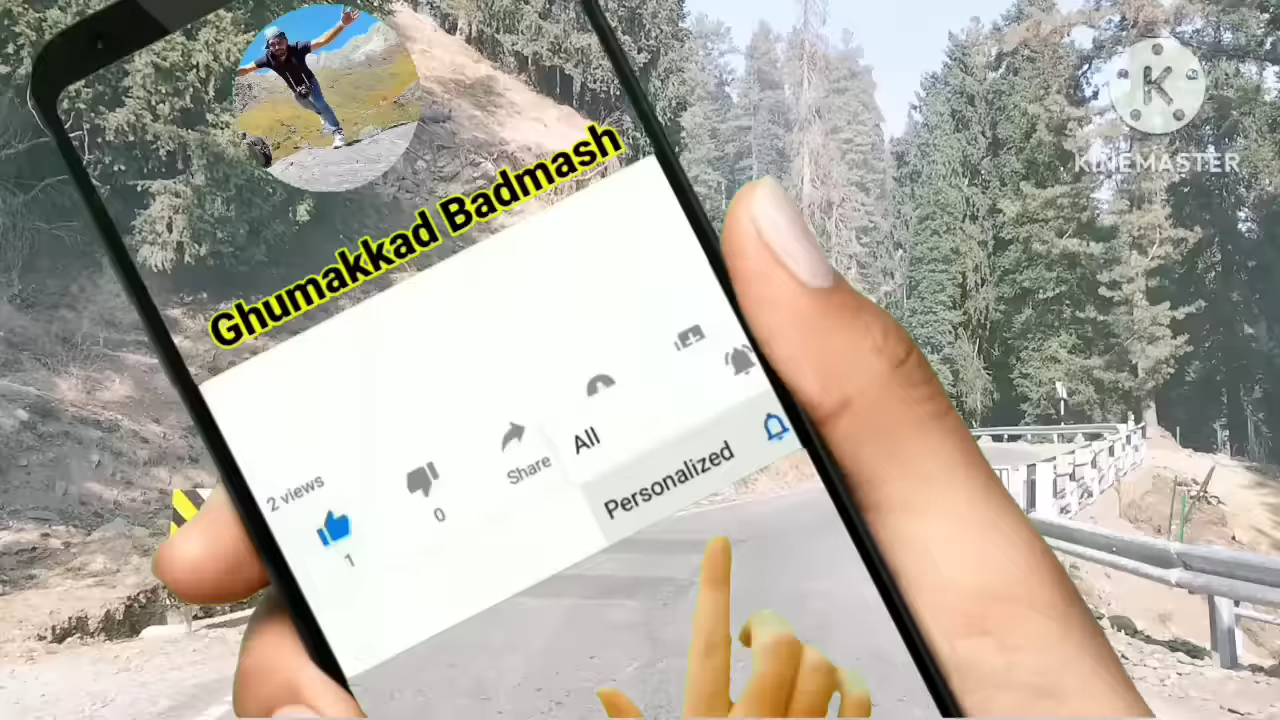 K
KINEMASTER
Ghumakkad Badmash
2 views
1
0
Share
All
Personalized